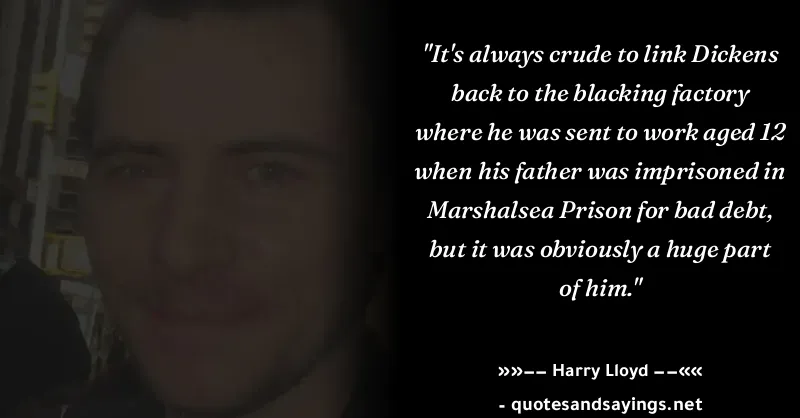 "It's always crude to link Dickens
back to the blacking factory
where he was sent to work aged 12
when his father was imprisoned in
Marshalsea Prison for bad debt,
but it was obviously a huge part
of him."
»»−− Harry Lloyd −−««
- quotesandsayings.net